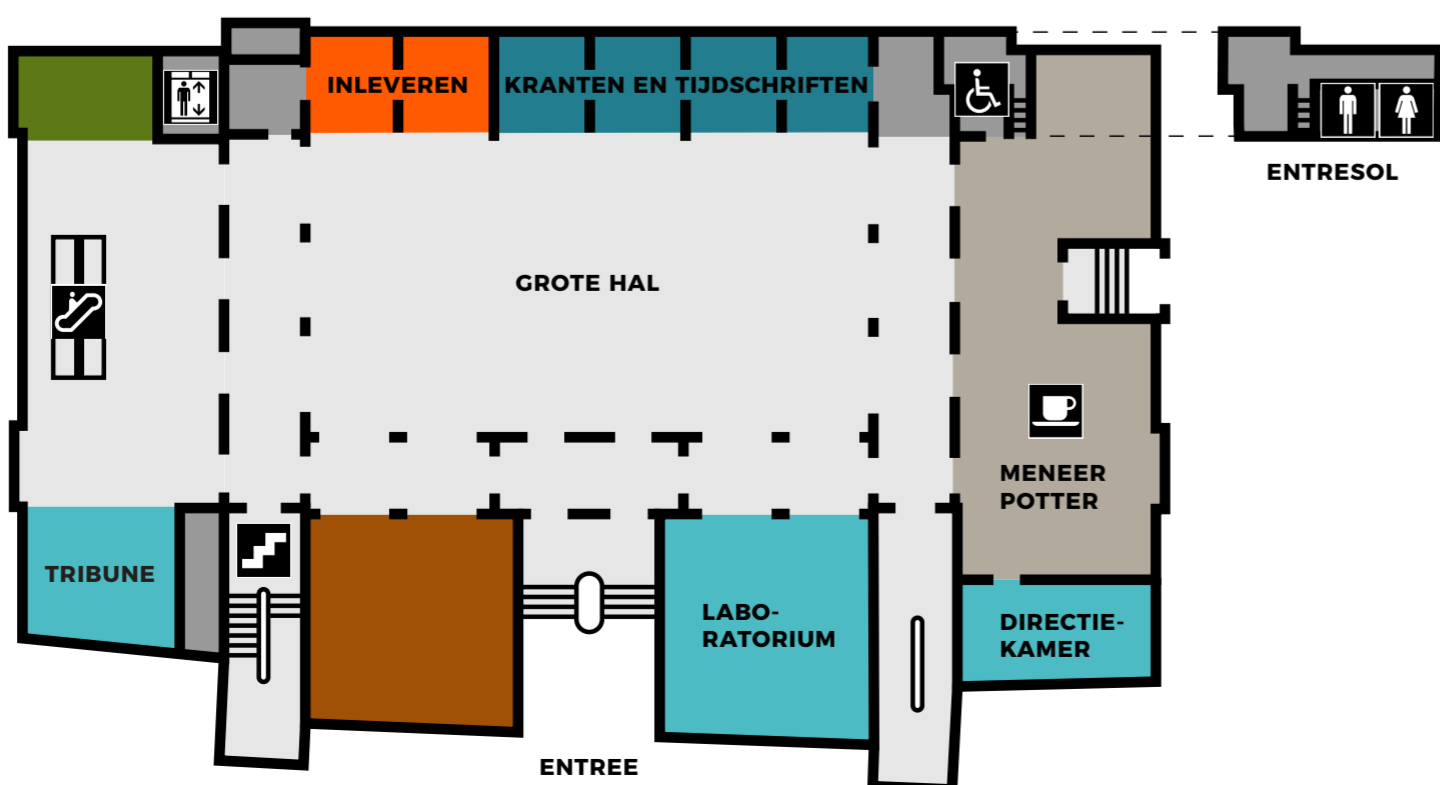 INLEVEREN
KRANTEN EN TIJDSCHRIFTEN
ENTRESOL
GROTE HAL
MENEER
POTTER
TRIBUNE
LABO-
RATORIUM
DIRECTIE-
KAMER
ENTREE